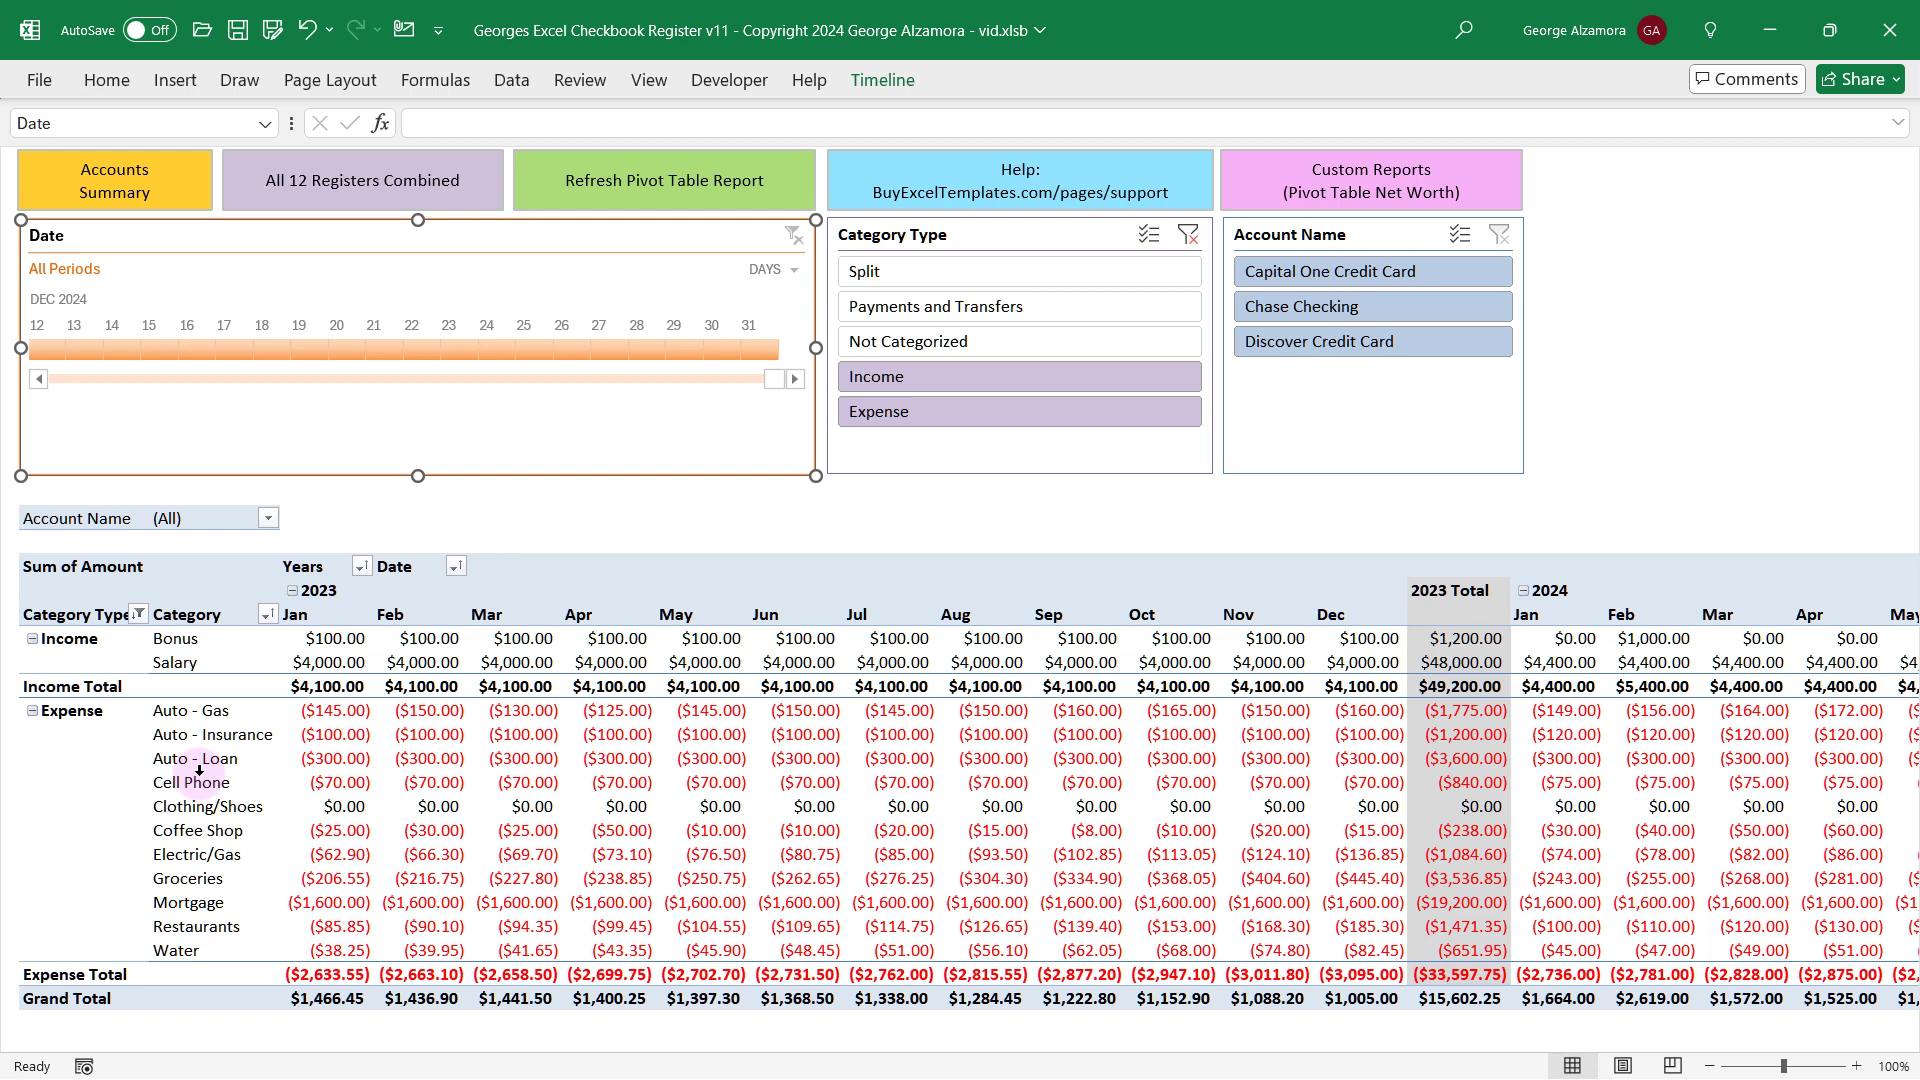 AutoSave Off Georges Excel Checkbook Register v11 - Copyright 2024 George Alzamora - vid.xlsb George Alzamora GA
File Home Insert Draw Page Layout Formulas Data Review View Developer Help Timeline Comments Share
Date fx
Accounts Summary
All 12 Registers Combined
Refresh Pivot Table Report
Help:
BuyExcelTemplates.com/pages/support
Custom Reports
(Pivot Table Net Worth)
Date
All Periods DAYS
DEC 2024
12 13 14 15 16 17 18 19 20 21 22 23 24 25 26 27 28 29 30 31
Category Type
Split
Payments and Transfers
Not Categorized
Income
Expense
Account Name
Capital One Credit Card
Chase Checking
Discover Credit Card
Account Name (All)
Sum of Amount Years Date
2023 2023 Total 2024
Category Type Category Jan Feb Mar Apr May Jun Jul Aug Sep Oct Nov Dec Jan Feb Mar Apr May
Income Bonus $100.00 $100.00 $100.00 $100.00 $100.00 $100.00 $100.00 $100.00 $100.00 $100.00 $100.00 $100.00 $1,200.00 $0.00 $1,000.00 $0.00 $0.00
Salary $4,000.00 $4,000.00 $4,000.00 $4,000.00 $4,000.00 $4,000.00 $4,000.00 $4,000.00 $4,000.00 $4,000.00 $4,000.00 $4,000.00 $48,000.00 $4,400.00 $4,400.00 $4,400.00 $4,400.00 $4
Income Total $4,100.00 $4,100.00 $4,100.00 $4,100.00 $4,100.00 $4,100.00 $4,100.00 $4,100.00 $4,100.00 $4,100.00 $4,100.00 $4,100.00 $49,200.00 $4,400.00 $5,400.00 $4,400.00 $4,400.00 $4,
Expense Auto - Gas ($145.00) ($150.00) ($130.00) ($125.00) ($145.00) ($150.00) ($145.00) ($150.00) ($160.00) ($165.00) ($150.00) ($160.00) ($1,775.00) ($149.00) ($156.00) ($164.00) ($172.00) ($
Auto - Insurance ($100.00) ($100.00) ($100.00) ($100.00) ($100.00) ($100.00) ($100.00) ($100.00) ($100.00) ($100.00) ($100.00) ($100.00) ($1,200.00) ($120.00) ($120.00) ($120.00) ($120.00) ($
Auto - Loan ($300.00) ($300.00) ($300.00) ($300.00) ($300.00) ($300.00) ($300.00) ($300.00) ($300.00) ($300.00) ($300.00) ($300.00) ($3,600.00) ($300.00) ($300.00) ($300.00) ($300.00) ($
Cell Phone ($70.00) ($70.00) ($70.00) ($70.00) ($70.00) ($70.00) ($70.00) ($70.00) ($70.00) ($70.00) ($70.00) ($70.00) ($840.00) ($75.00) ($75.00) ($75.00) ($75.00)
Clothing/Shoes $0.00 $0.00 $0.00 $0.00 $0.00 $0.00 $0.00 $0.00 $0.00 $0.00 $0.00 $0.00 $0.00 $0.00 $0.00 $0.00 $0.00
Coffee Shop ($25.00) ($30.00) ($25.00) ($50.00) ($10.00) ($10.00) ($20.00) ($15.00) ($8.00) ($10.00) ($20.00) ($15.00) ($238.00) ($30.00) ($40.00) ($50.00) ($60.00)
Electric/Gas ($62.90) ($66.30) ($69.70) ($73.10) ($76.50) ($80.75) ($85.00) ($93.50) ($102.85) ($113.05) ($124.10) ($136.85) ($1,084.60) ($74.00) ($78.00) ($82.00) ($86.00)
Groceries ($206.55) ($216.75) ($227.80) ($238.85) ($250.75) ($262.65) ($276.25) ($304.30) ($334.90) ($368.05) ($404.60) ($445.40) ($3,536.85) ($243.00) ($255.00) ($268.00) ($281.00) ($
Mortgage ($1,600.00) ($1,600.00) ($1,600.00) ($1,600.00) ($1,600.00) ($1,600.00) ($1,600.00) ($1,600.00) ($1,600.00) ($1,600.00) ($1,600.00) ($1,600.00) ($19,200.00) ($1,600.00) ($1,600.00) ($1,600.00) ($1,600.00) ($1
Restaurants ($85.85) ($90.10) ($94.35) ($99.45) ($104.55) ($109.65) ($114.75) ($126.65) ($139.40) ($153.00) ($168.30) ($185.30) ($1,471.35) ($100.00) ($110.00) ($120.00) ($130.00) ($
Water ($38.25) ($39.95) ($41.65) ($43.35) ($45.90) ($48.45) ($51.00) ($56.10) ($62.05) ($68.00) ($74.80) ($82.45) ($651.95) ($45.00) ($47.00) ($49.00) ($51.00)
Expense Total ($2,633.55) ($2,663.10) ($2,658.50) ($2,699.75) ($2,702.70) ($2,731.50) ($2,762.00) ($2,815.55) ($2,877.20) ($2,947.10) ($3,011.80) ($3,095.00) ($33,597.75) ($2,736.00) ($2,781.00) ($2,828.00) ($2,875.00) ($2,
Grand Total $1,466.45 $1,436.90 $1,441.50 $1,400.25 $1,397.30 $1,368.50 $1,338.00 $1,284.45 $1,222.80 $1,152.90 $1,088.20 $1,005.00 $15,602.25 $1,664.00 $2,619.00 $1,572.00 $1,525.00 $1,
Ready 100%